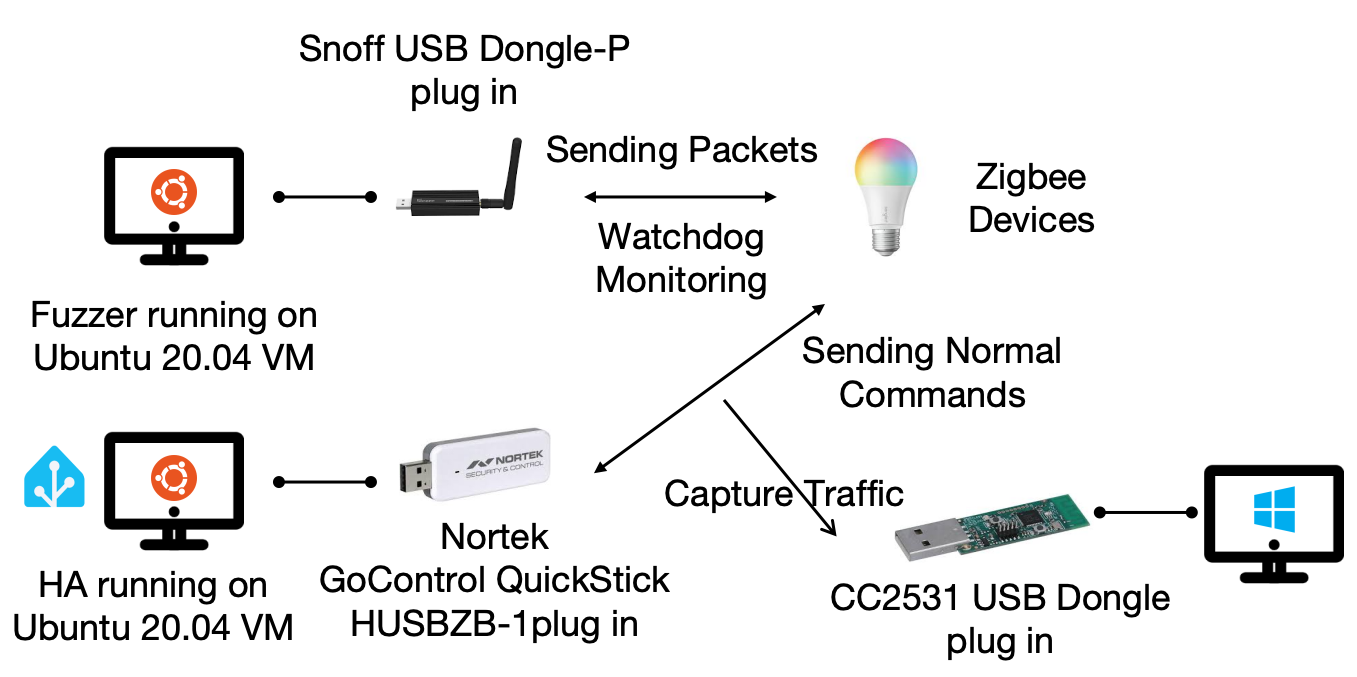 Snoff USB Dongle-P
plug in
Sending Packets
Watchdog
Monitoring
Zigbee
Devices
Fuzzer running on
Ubuntu 20.04 VM
Sending Normal
Commands
NORTEK
SECURITY & CONTROL
Capture Traffic
HA running on
Ubuntu 20.04 VM
Nortek
GoControl QuickStick
HUSBZB-1plug in
CC2531 USB Dongle
plug in